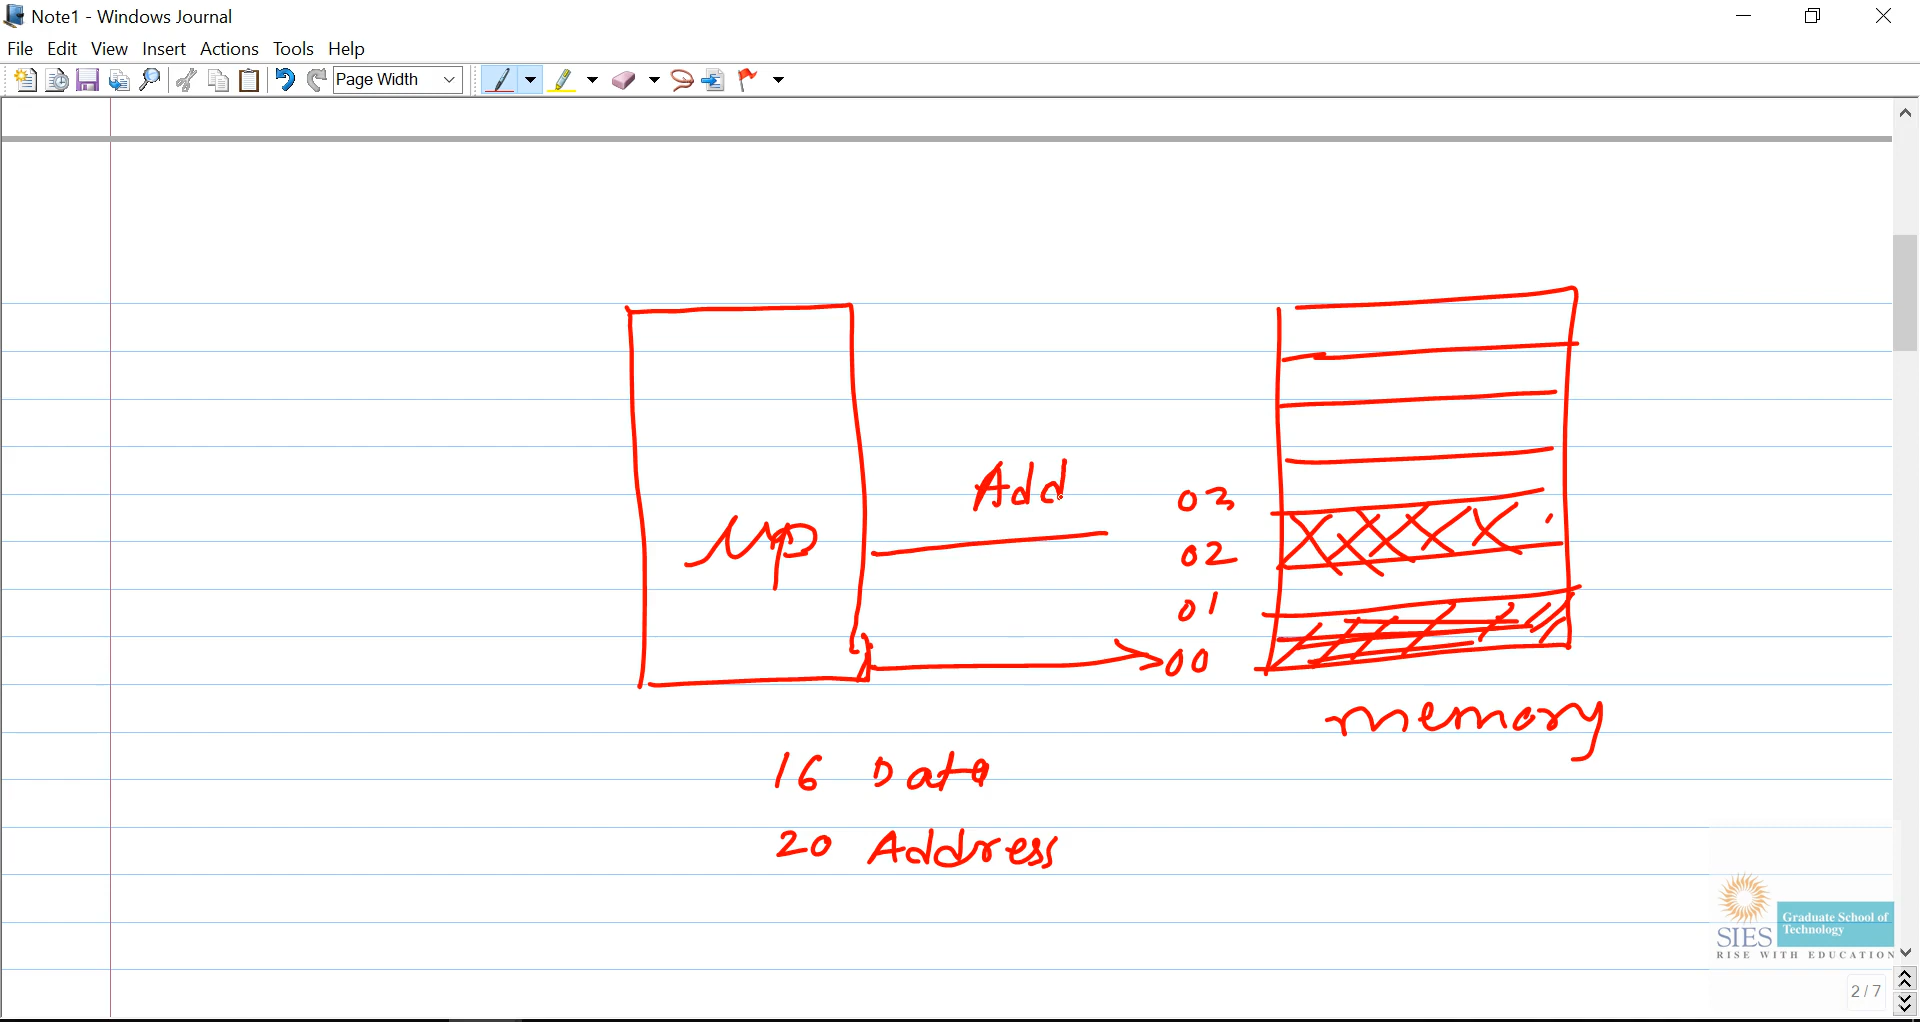 Note1 - Windows Journal
File Edit View Insert Actions Tools Help
Page Width
Add
03
02
01
00
μp
memory
16 Data
20 Address
SIES
Graduate School of
Technology
RISE WITH EDUCATION
2 / 7